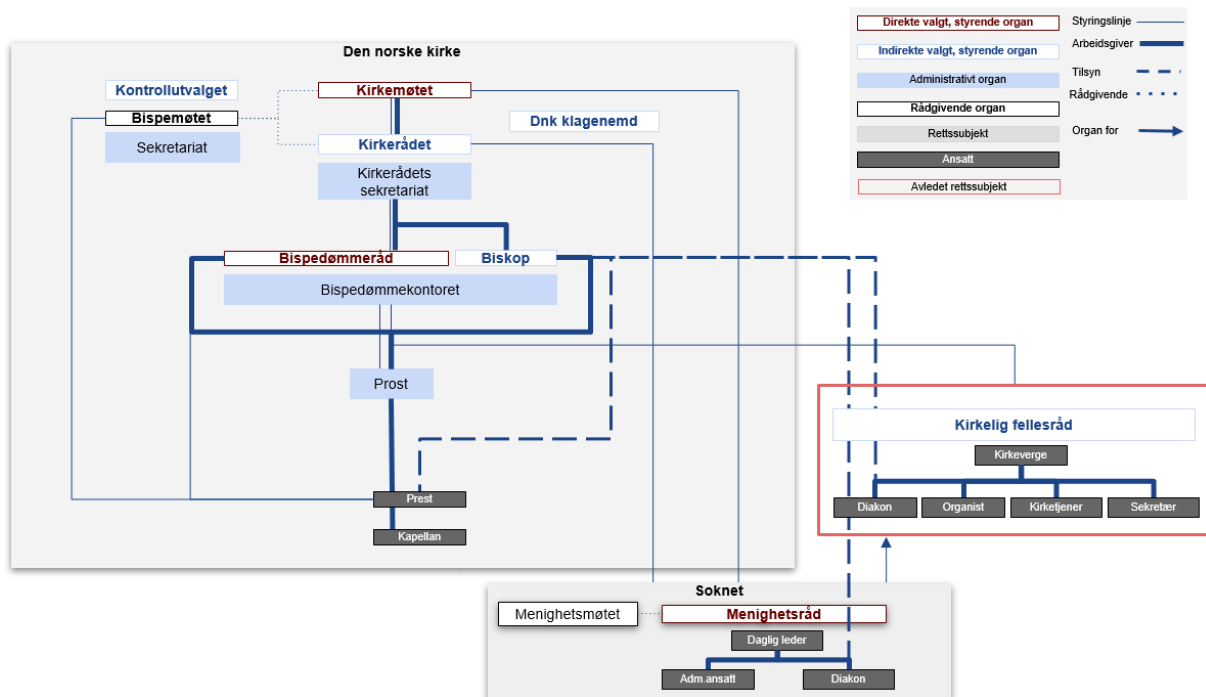 Den norske kirke
Kontrollutvalget
Kirkemøtet
Bispemøtet
Dnk klagenemd
Sekretariat
Kirkerådet
Kirkerådets
sekretariat
Bispedømmeråd
Biskop
Bispedømmekontoret
Prost
Prest
Kapellan
Direkte valgt, styrende organ
Indirekte valgt, styrende organ
Administrativt organ
Rådgivende organ
Rettssubjekt
Ansatt
Avledet rettssubjekt
Styringslinje
Arbeidsgiver
Tilsyn
Rådgivende
Organ for
Kirkelig fellesråd
Kirkeverge
Diakon
Organist
Kirketjener
Sekretær
Soknet
Menighetsmøtet
Menighetsråd
Daglig leder
Adm.ansatt
Diakon